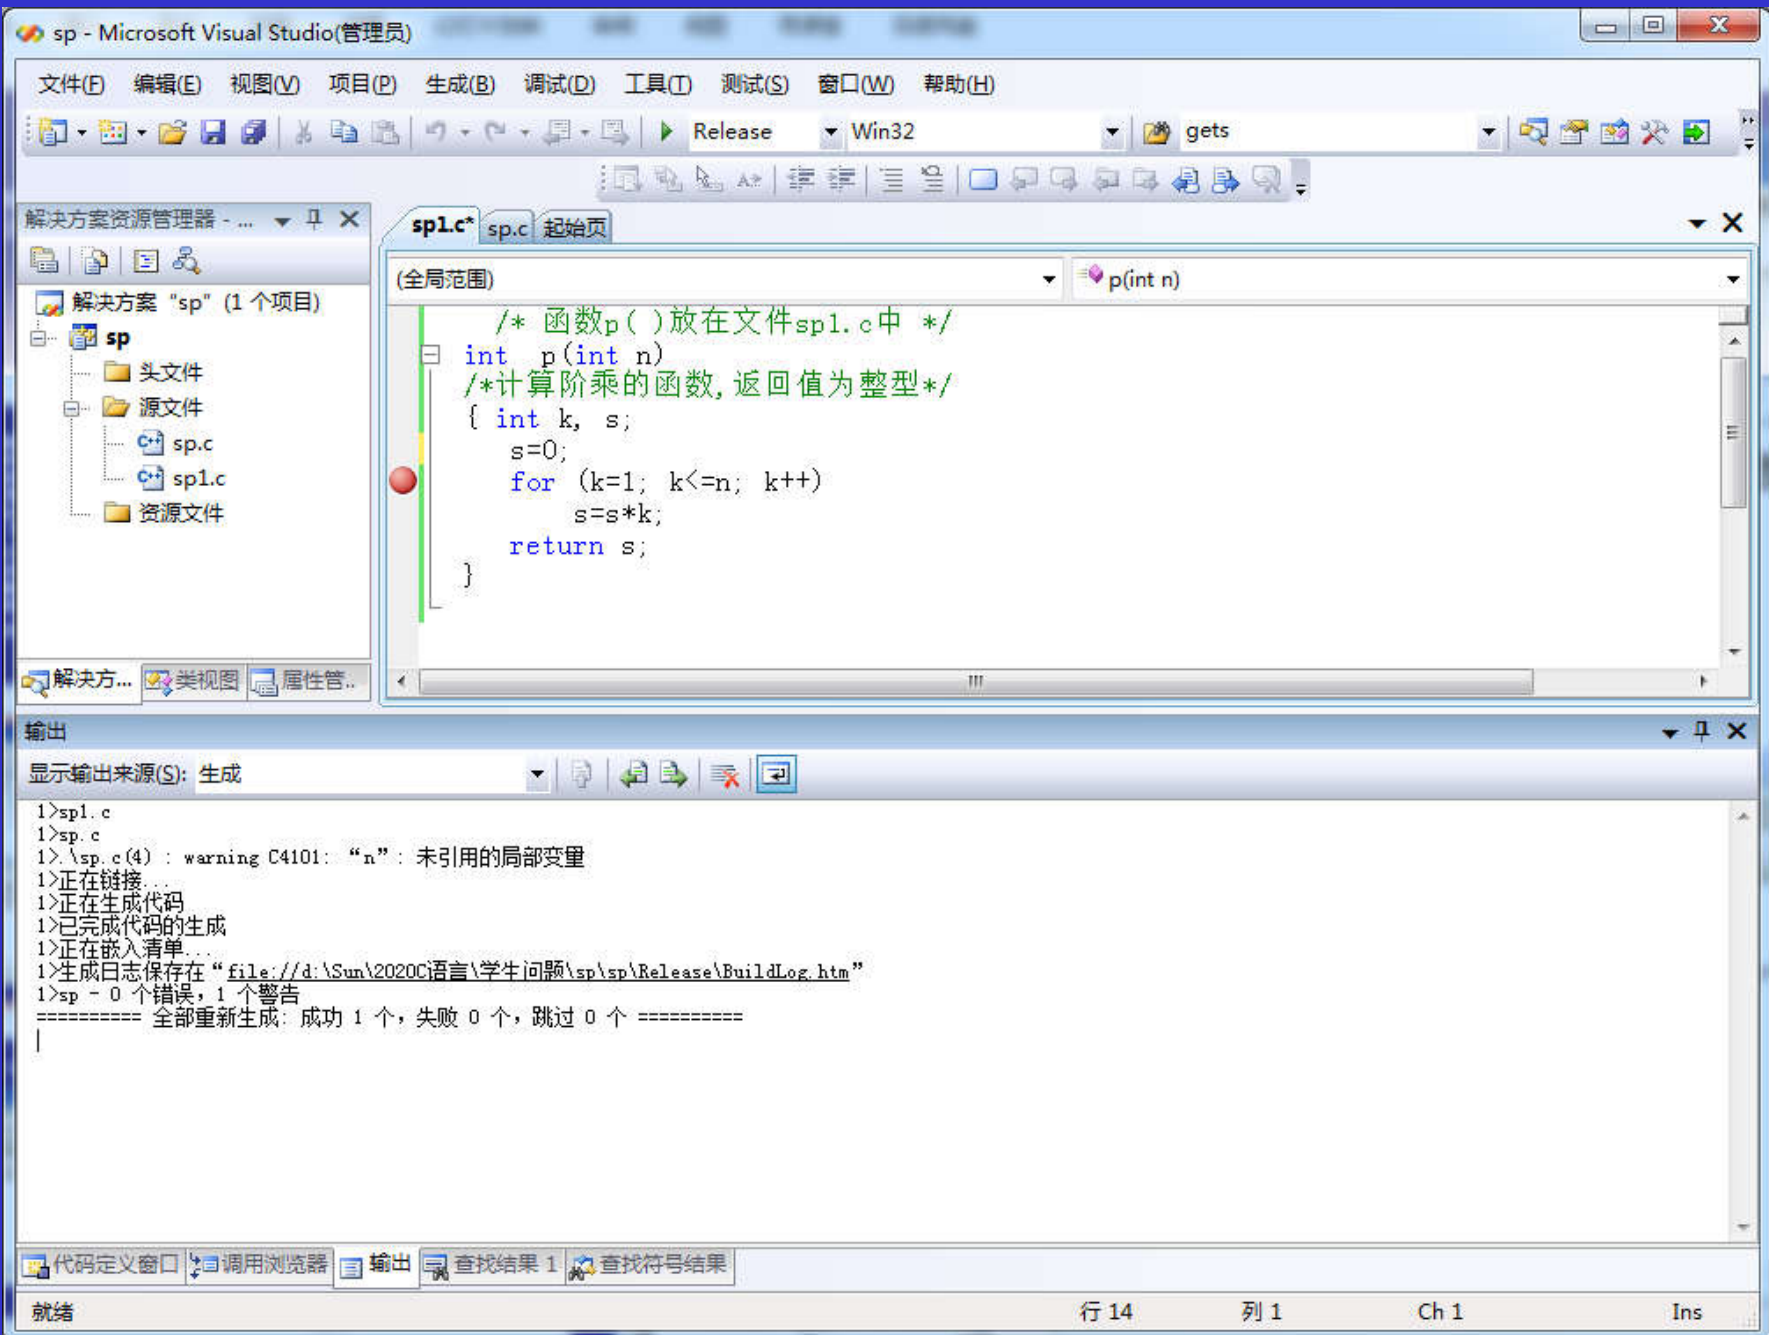 sp - Microsoft Visual Studio(管理员)
文件(F) 编辑(E) 视图(V) 项目(P) 生成(B) 调试(D) 工具(T) 测试(S) 窗口(W) 帮助(H)
Release Win32 gets
解决方案资源管理器 - ...
解决方案 "sp" (1 个项目)
sp
头文件
源文件
sp.c
sp1.c
资源文件
解决方... 类视图 属性管...
sp1.c* sp.c 起始页
(全局范围) p(int n)
/* 函数p( )放在文件sp1.c中 */
int p(int n)
/*计算阶乘的函数,返回值为整型*/
{ int k, s;
s=0;
for (k=1; k<=n; k++)
s=s*k;
return s;
}
输出
显示输出来源(S): 生成
1>sp1.c
1>sp.c
1>.\sp.c(4) : warning C4101: “n”: 未引用的局部变量
1>正在链接...
1>正在生成代码
1>已完成代码的生成
1>正在嵌入清单...
1>生成日志保存在“file://d:\Sun\2020C语言\学生问题\sp\sp\Release\BuildLog.htm”
1>sp - 0 个错误，1 个警告
========== 全部重新生成: 成功 1 个，失败 0 个，跳过 0 个 ==========
代码定义窗口 调用浏览器 输出 查找结果 1 查找符号结果
就绪 行 14 列 1 Ch 1 Ins